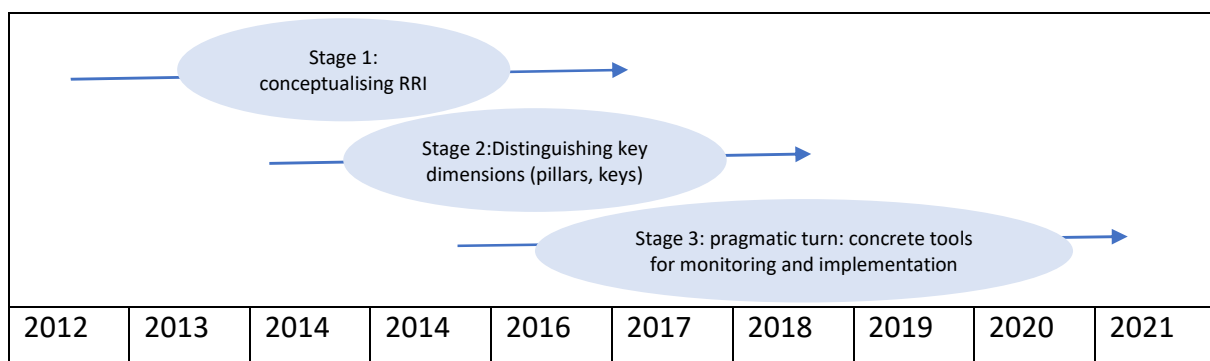 Stage 1:
conceptualising RRI
Stage 2:Distinguishing key
dimensions (pillars, keys)
Stage 3: pragmatic turn: concrete tools
for monitoring and implementation
2012 2013 2014 2014 2016 2017 2018 2019 2020 2021